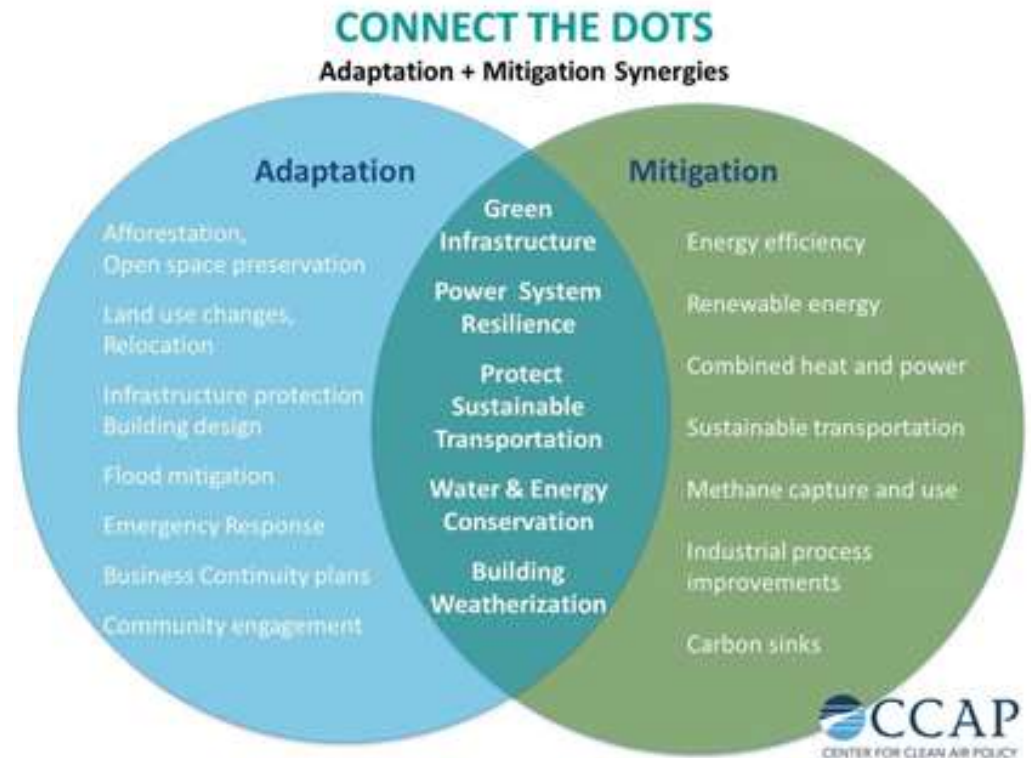 CONNECT THE DOTS
Adaptation + Mitigation Synergies
Adaptation
Afforestation,
Open space preservation
Land use changes,
Relocation
Infrastructure protection
Building design
Flood mitigation
Emergency Response
Business Continuity plans
Community engagement
Green
Infrastructure
Power System
Resilience
Protect
Sustainable
Transportation
Water & Energy
Conservation
Building
Weatherization
Mitigation
Energy efficiency
Renewable energy
Combined heat and power
Sustainable transportation
Methane capture and use
Industrial process
improvements
Carbon sinks
CCAP
CENTER FOR CLEAN AIR POLICY